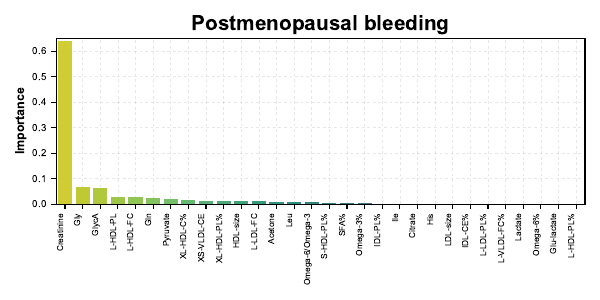 Postmenopausal bleeding
Importance
0.6
0.5
0.4
0.3
0.2
0.1
0.0
Creatinine
Gly
GlycA
L-HDL-PL
L-HDL-FC
Gln
Pyruvate
XL-HDL-C%
XS-VLDL-CE
XL-HDL-PL%
HDL-size
L-LDL-FC
Acetone
Leu
Omega-6/Omega-3
S-HDL-PL%
SFA%
Omega-3%
IDL-PL%
Ile
Citrate
His
LDL-size
IDL-CE%
L-LDL-PL%
L-VLDL-FC%
Lactate
Omega-6%
Glu-lactate
L-HDL-PL%